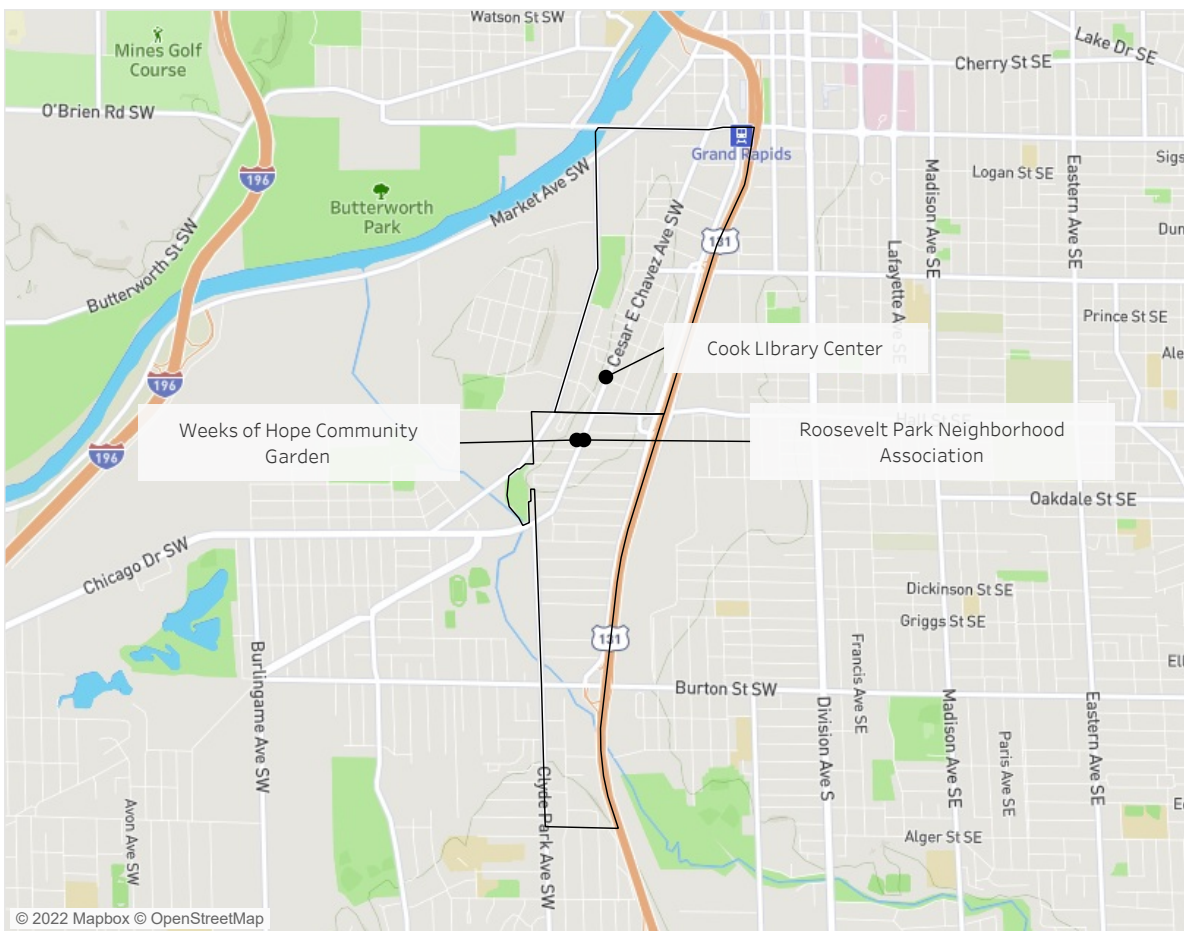 Watson St SW
Mines Golf
Course
Lake Dr SE
Cherry St SE
O'Brien Rd SW
Grand Rapids
Logan St SE
Sigs
196
Butterworth
Park
Market Ave SW
Madison Ave SE
Eastern Ave SE
Butterworth St SW
Cesar E Chavez Ave SW
131
Lafayette Ave SE
Dun
Prince St SE
Cook LIbrary Center
Ale
196
Weeks of Hope Community
Garden
Roosevelt Park Neighborhood
Association
Hall St SE
196
Oakdale St SE
Chicago Dr SW
Dickinson St SE
Griggs St SE
131
Burlingame Ave SW
Francis Ave SE
Ell
Burton St SW
Division Ave S
Madison Ave SE
Paris Ave SE
Eastern Ave SE
Clyde Park Ave SW
Avon Ave SW
Alger St SE
© 2022 Mapbox © OpenStreetMap